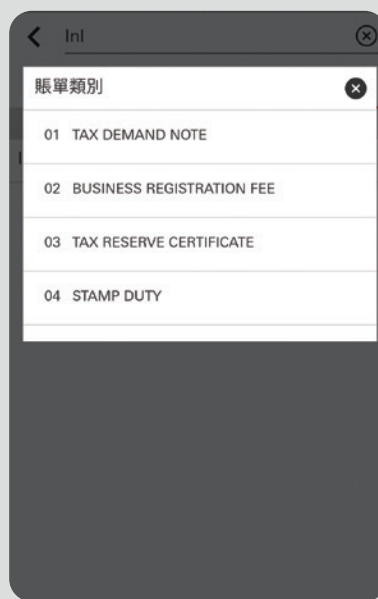 InI
賬單類別
01 TAX DEMAND NOTE
02 BUSINESS REGISTRATION FEE
03 TAX RESERVE CERTIFICATE
04 STAMP DUTY